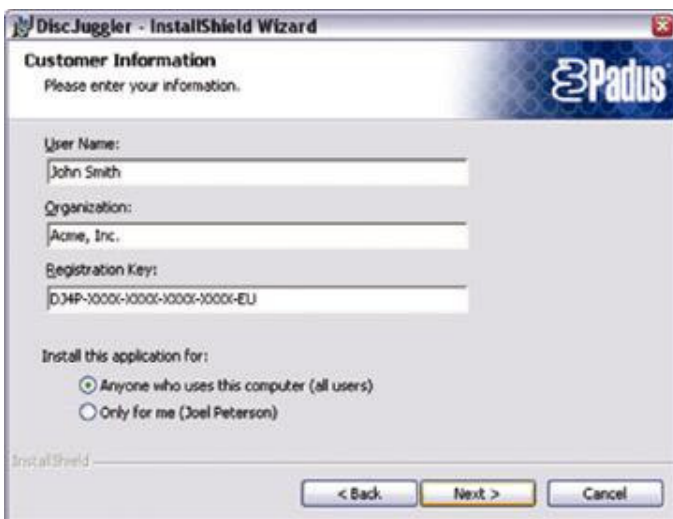 DiscJuggler - InstallShield Wizard
Customer Information
Please enter your information.
Padus
User Name:
John Smith
Organization:
Acme, Inc.
Registration Key:
DJ4P-XXXX-XXXX-XXXX-XXXX-EU
Install this application for:
Anyone who uses this computer (all users)
Only for me (Joel Peterson)
InstallShield
< Back
Next >
Cancel